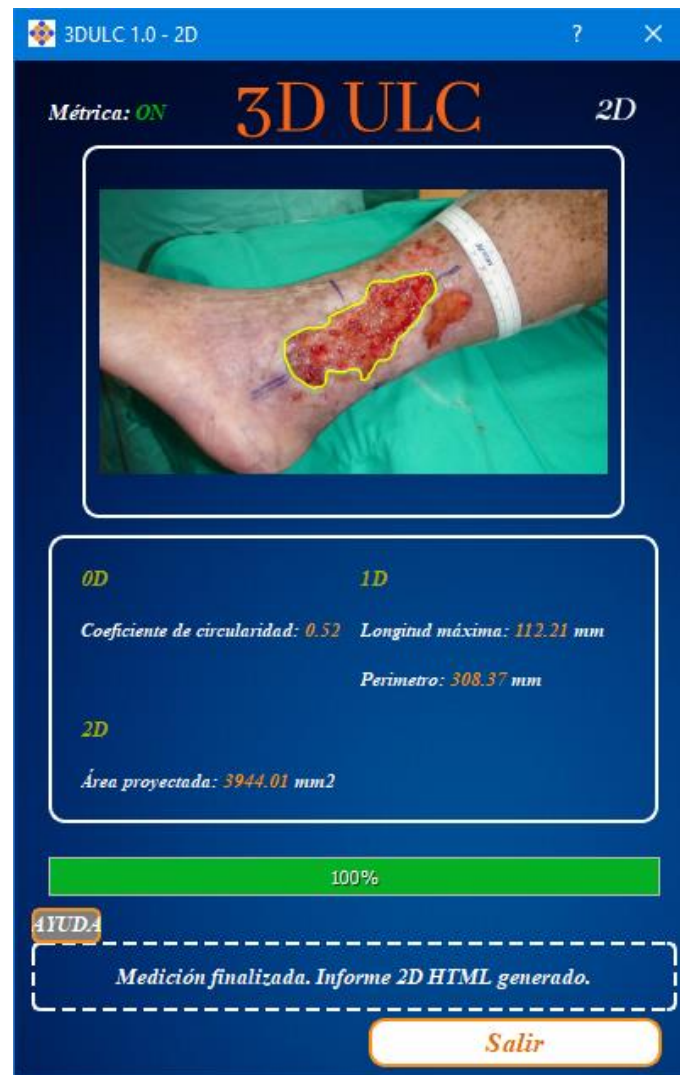 3DULC 1.0 - 2D
Métrica: ON
3D ULC
2D
0D
1D
Coeficiente de circularidad: 0.52
Longitud máxima: 112.21 mm
Perimetro: 308.37 mm
2D
Área proyectada: 3944.01 mm2
100%
AYUDA
Medición finalizada. Informe 2D HTML generado.
Salir